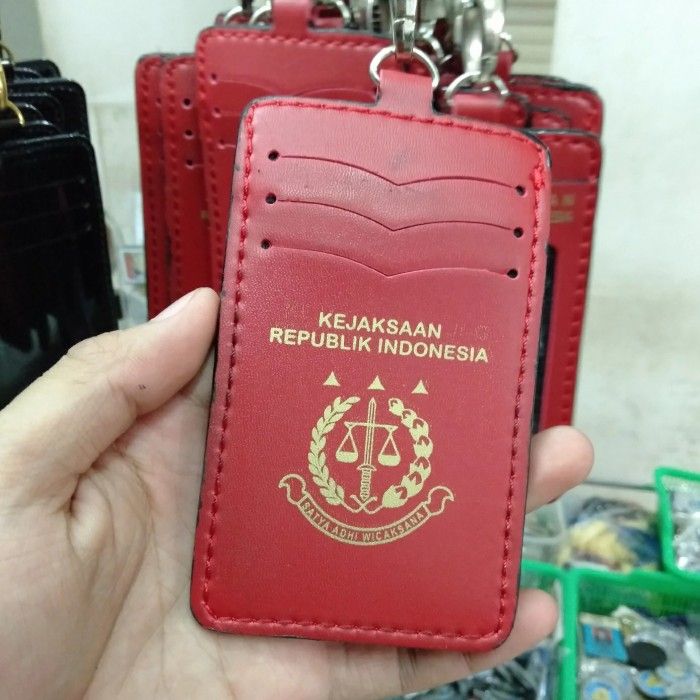 KEJAKSAAN
REPUBLIK INDONESIA
SATYA ADHI WICAKSANA